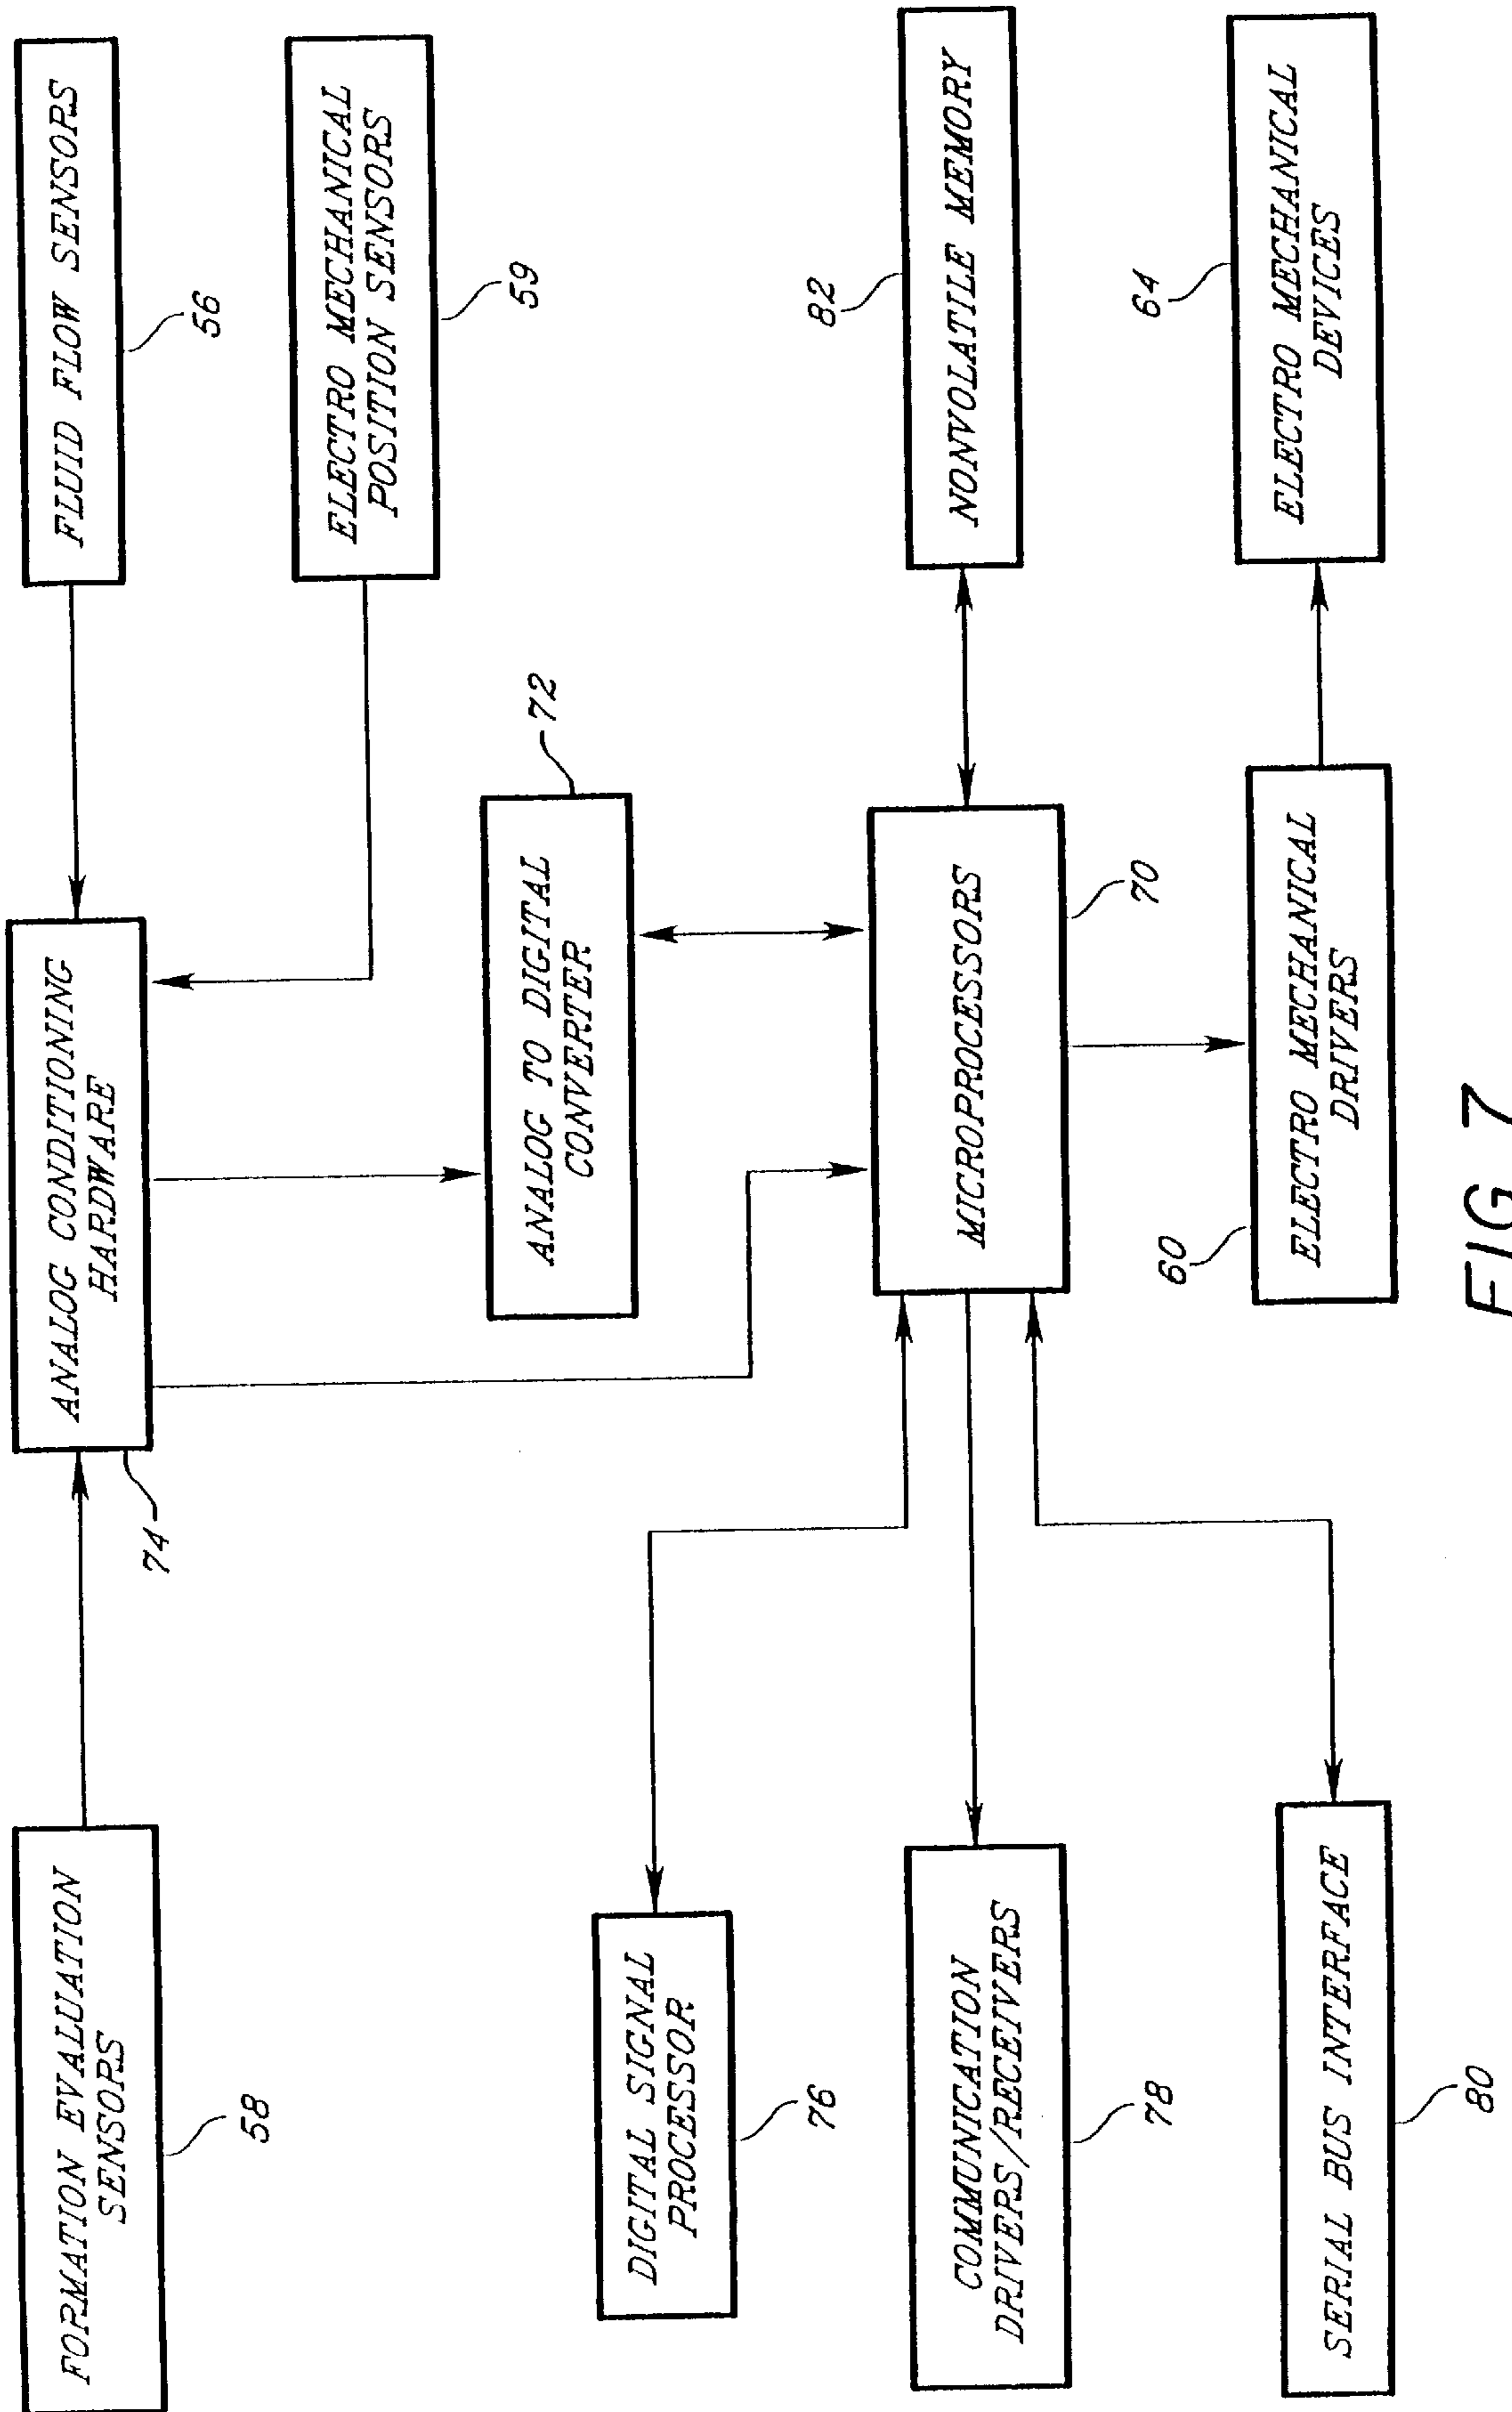 FORMATION EVALUATION
SENSORS
58
ANALOG CONDITIONING
HARDWARE
74
FLUID FLOW SENSORS
56
ELECTRO MECHANICAL
POSITION SENSORS
59
ANALOG TO DIGITAL
CONVERTER
72
DIGITAL SIGNAL
PROCESSOR
76
COMMUNICATION
DRIVERS/RECEIVERS
78
MICROPROCESSORS
70
NONVOLATILE MEMORY
82
SERIAL BUS INTERFACE
80
ELECTRO MECHANICAL
DRIVERS
60
ELECTRO MECHANICAL
DEVICES
64
FIG. 7